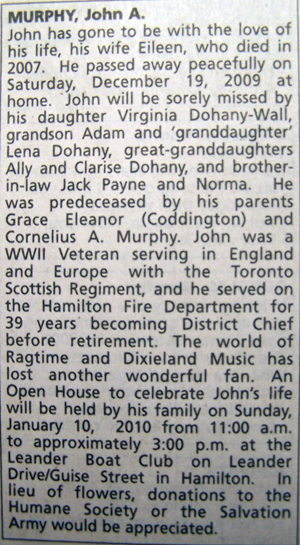 MURPHY, John A.
John has gone to be with the love of
his life, his wife Eileen, who died in
2007. He passed away peacefully on
Saturday, December 19, 2009 at
home. John will be sorely missed by
his daughter Virginia Dohany-Wall,
grandson Adam and 'granddaughter'
Lena Dohany, great-granddaughters
Ally and Clarise Dohany, and brother-
in-law Jack Payne and Norma. He
was predeceased by his parents
Grace Eleanor (Coddington) and
Cornelius A. Murphy. John was a
WWII Veteran serving in England
and Europe with the Toronto
Scottish Regiment, and he served on
the Hamilton Fire Department for
39 years becoming District Chief
before retirement. The world of
Ragtime and Dixieland Music has
lost another wonderful fan. An
Open House to celebrate John's life
will be held by his family on Sunday,
January 10, 2010 from 11:00 a.m.
to approximately 3:00 p.m. at the
Leander Boat Club on Leander
Drive/Guise Street in Hamilton. In
lieu of flowers, donations to the
Humane Society or the Salvation
Army would be appreciated.